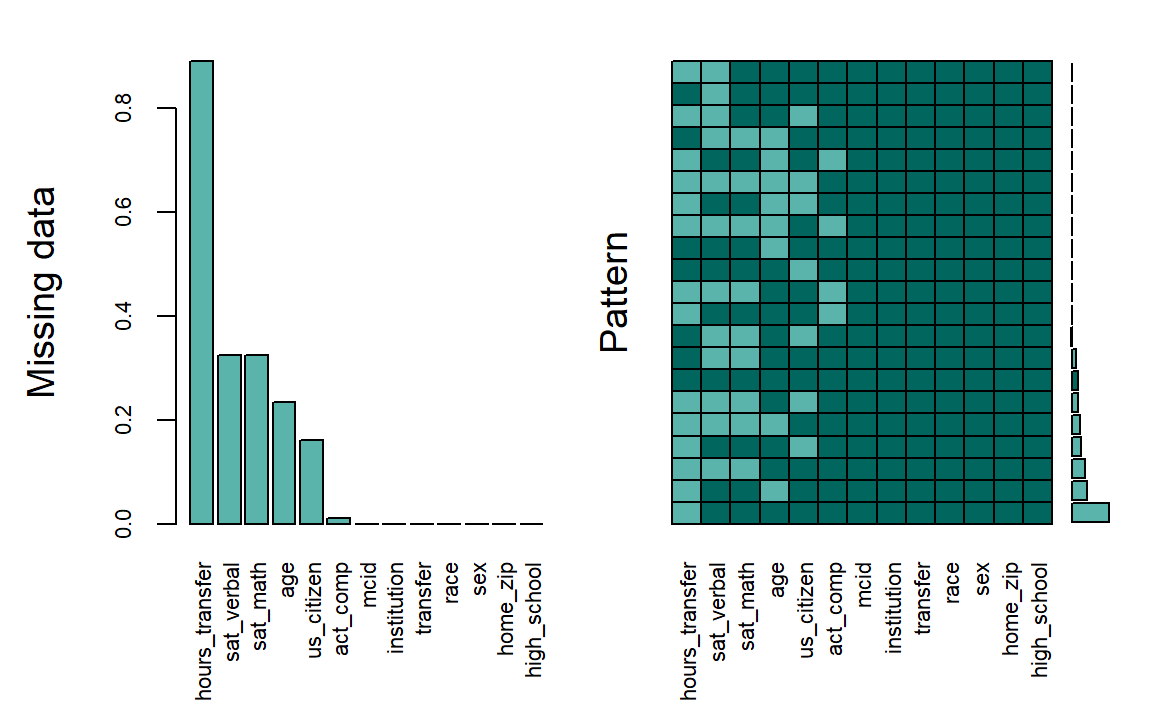 Missing data
0.8
0.6
0.4
0.2
0.0
hours_transfer
sat_verbal
sat_math
age
us_citizen
act_comp
mcid
institution
transfer
race
sex
home_zip
high_school
Pattern
hours_transfer
sat_verbal
sat_math
age
us_citizen
act_comp
mcid
institution
transfer
race
sex
home_zip
high_school